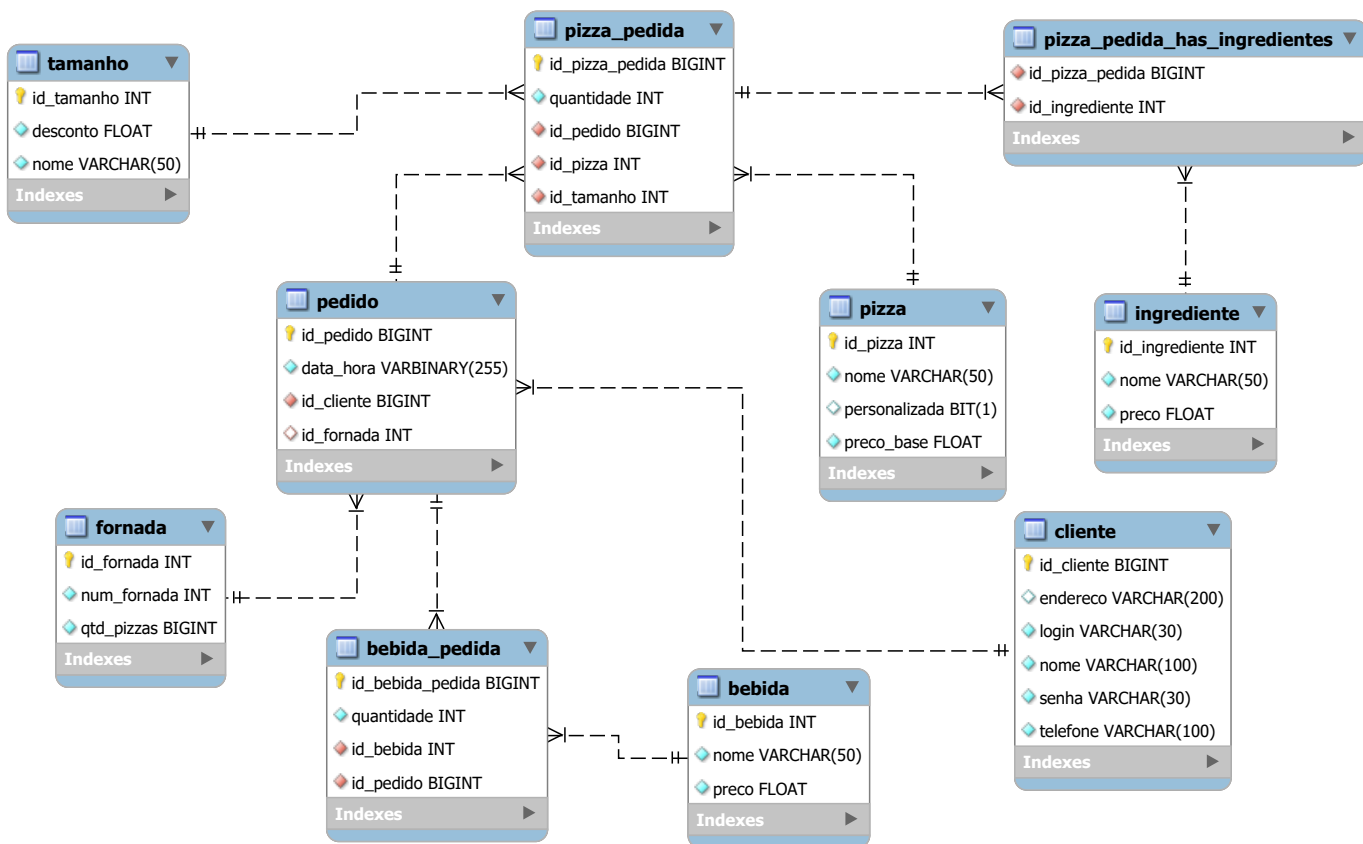 tamanho
id_tamanho INT
desconto FLOAT
nome VARCHAR(50)
Indexes
pizza_pedida
id_pizza_pedida BIGINT
quantidade INT
id_pedido BIGINT
id_pizza INT
id_tamanho INT
Indexes
pizza_pedida_has_ingredientes
id_pizza_pedida BIGINT
id_ingrediente INT
Indexes
pedido
id_pedido BIGINT
data_hora VARBINARY(255)
id_cliente BIGINT
id_fornada INT
Indexes
pizza
id_pizza INT
nome VARCHAR(50)
personalizada BIT(1)
preco_base FLOAT
Indexes
ingrediente
id_ingrediente INT
nome VARCHAR(50)
preco FLOAT
Indexes
fornada
id_fornada INT
num_fornada INT
qtd_pizzas BIGINT
Indexes
bebida_pedida
id_bebida_pedida BIGINT
quantidade INT
id_bebida INT
id_pedido BIGINT
Indexes
bebida
id_bebida INT
nome VARCHAR(50)
preco FLOAT
Indexes
cliente
id_cliente BIGINT
endereco VARCHAR(200)
login VARCHAR(30)
nome VARCHAR(100)
senha VARCHAR(30)
telefone VARCHAR(100)
Indexes